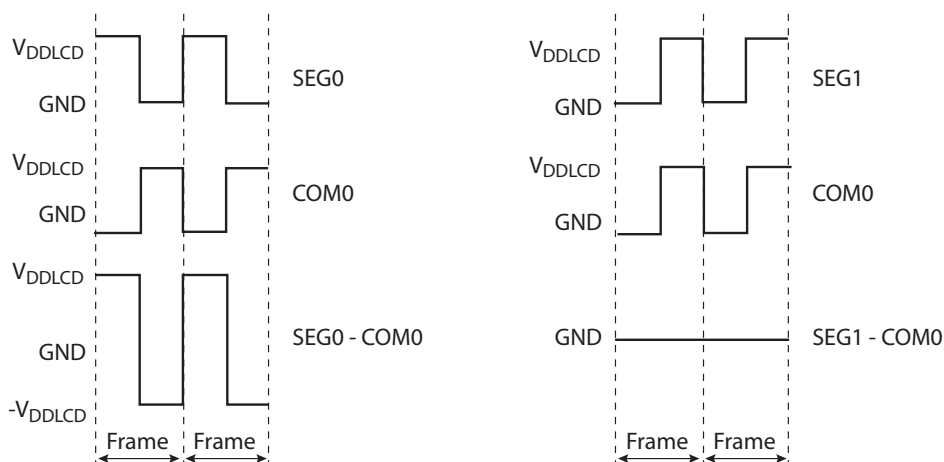 V_DDLCD
GND
SEG0
V_DDLCD
GND
COM0
V_DDLCD
GND
-V_DDLCD
SEG0 - COM0
Frame Frame
V_DDLCD
GND
SEG1
V_DDLCD
GND
COM0
GND
SEG1 - COM0
Frame Frame